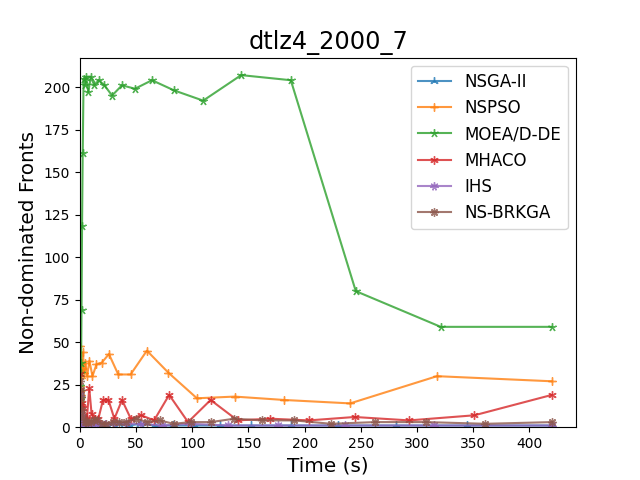 dtlz4_2000_7
Non-dominated Fronts
200
175
150
125
100
75
50
25
0
0 50 100 150 200 250 300 350 400
Time (s)
NSGA-II
NSPSO
MOEA/D-DE
MHACO
IHS
NS-BRKGA